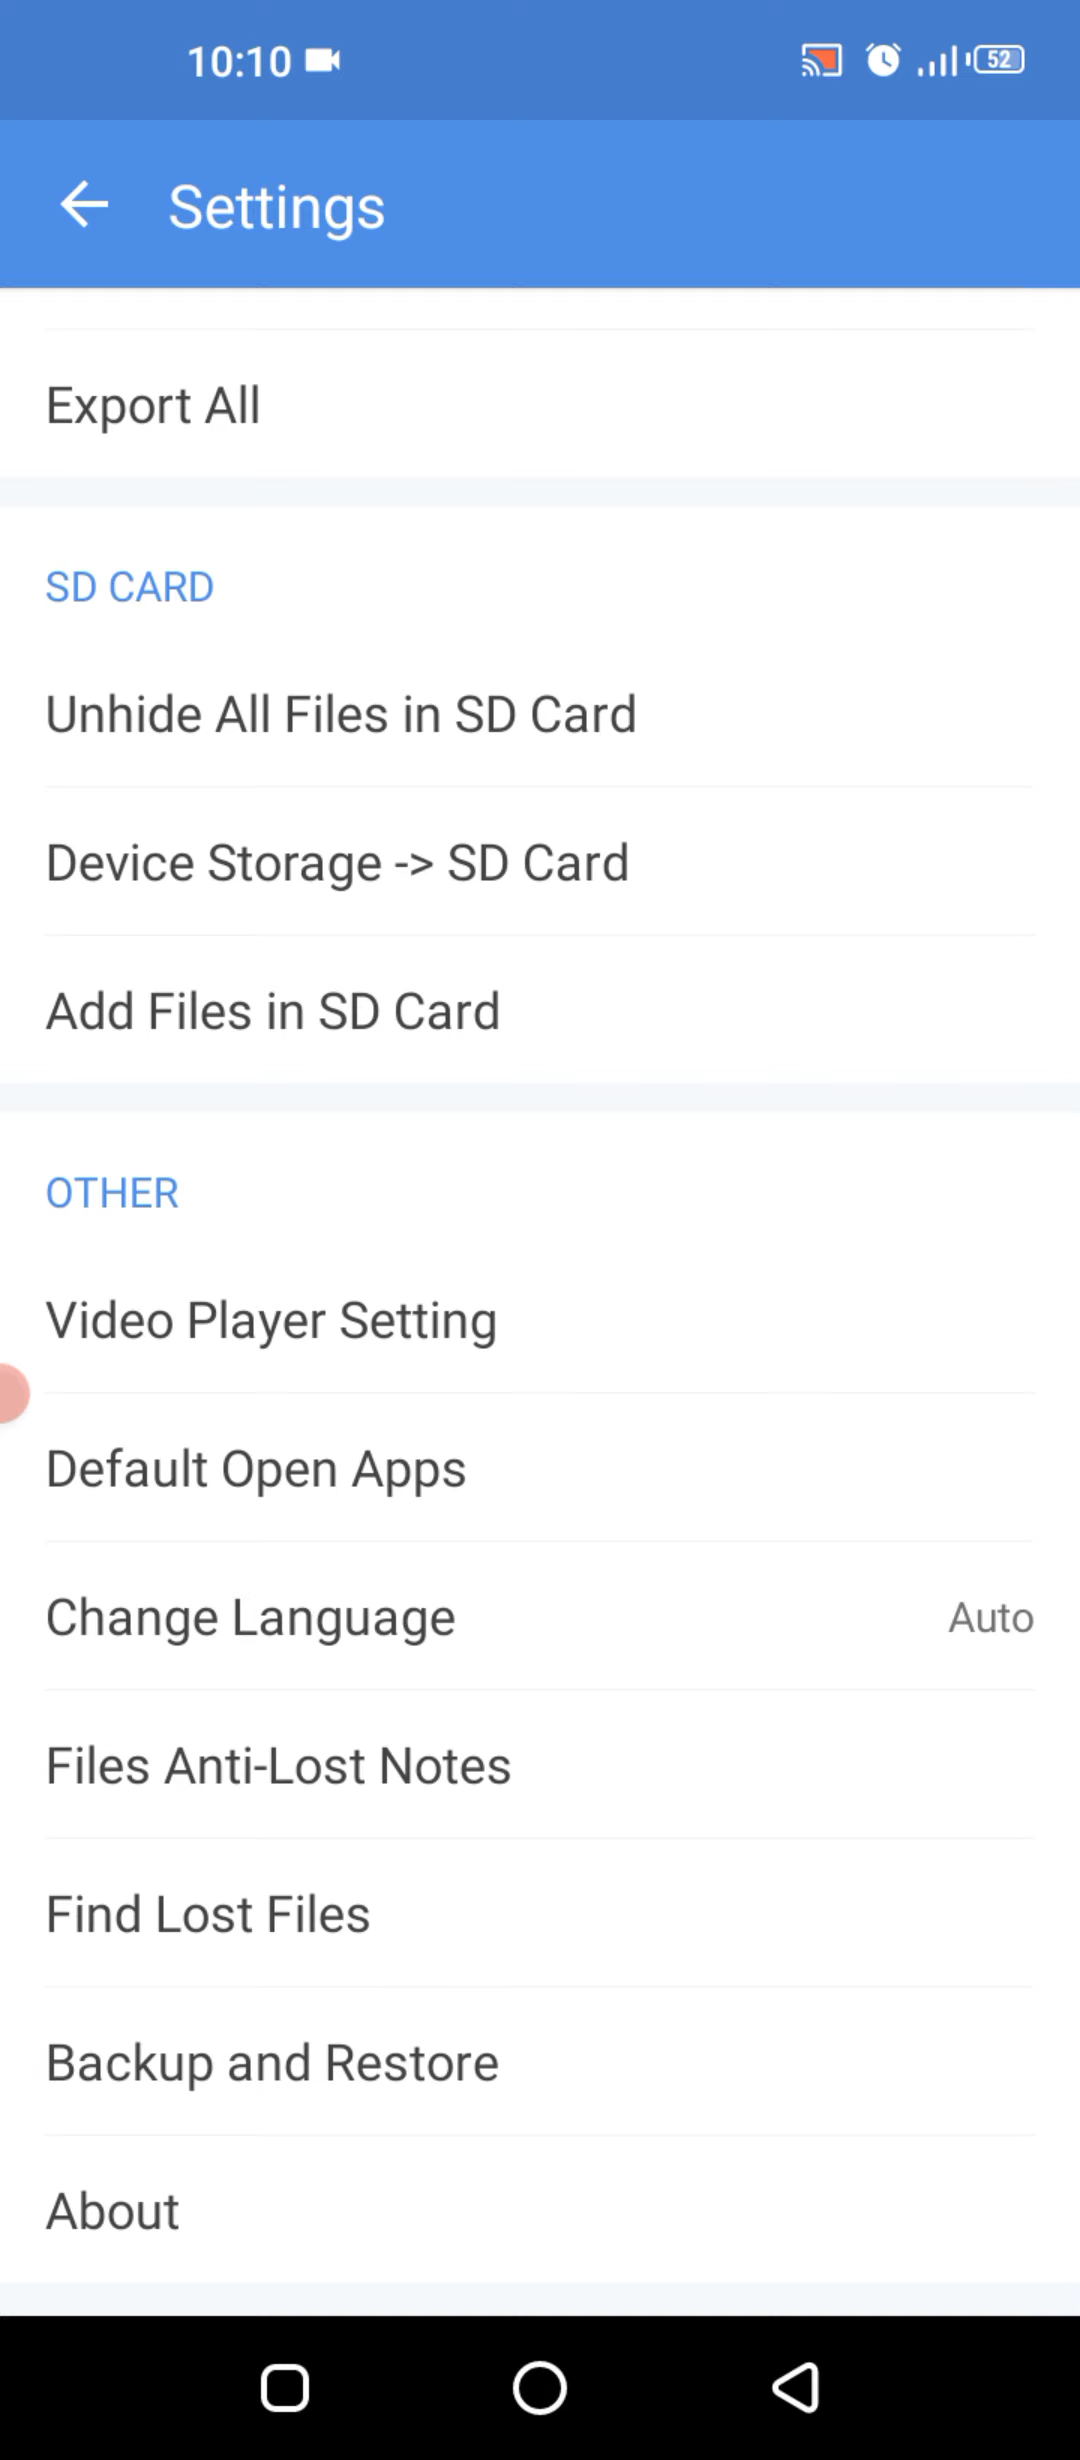 10:10
52
Settings
Export All
SD CARD
Unhide All Files in SD Card
Device Storage -> SD Card
Add Files in SD Card
OTHER
Video Player Setting
Default Open Apps
Change Language Auto
Files Anti-Lost Notes
Find Lost Files
Backup and Restore
About